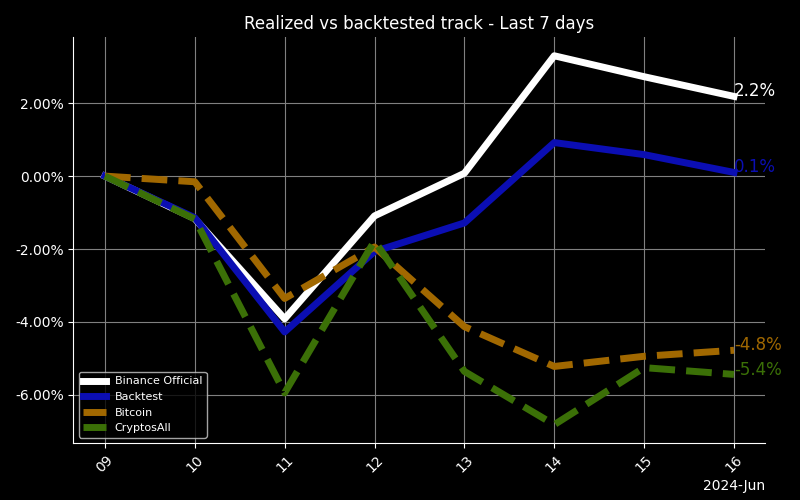 Realized vs backtested track - Last 7 days
2.00%
0.00%
-2.00%
-4.00%
-6.00%
2.2%
0.1%
-4.8%
-5.4%
Binance Official
Backtest
Bitcoin
CryptosAll
09
10
11
12
13
14
15
16
2024-Jun